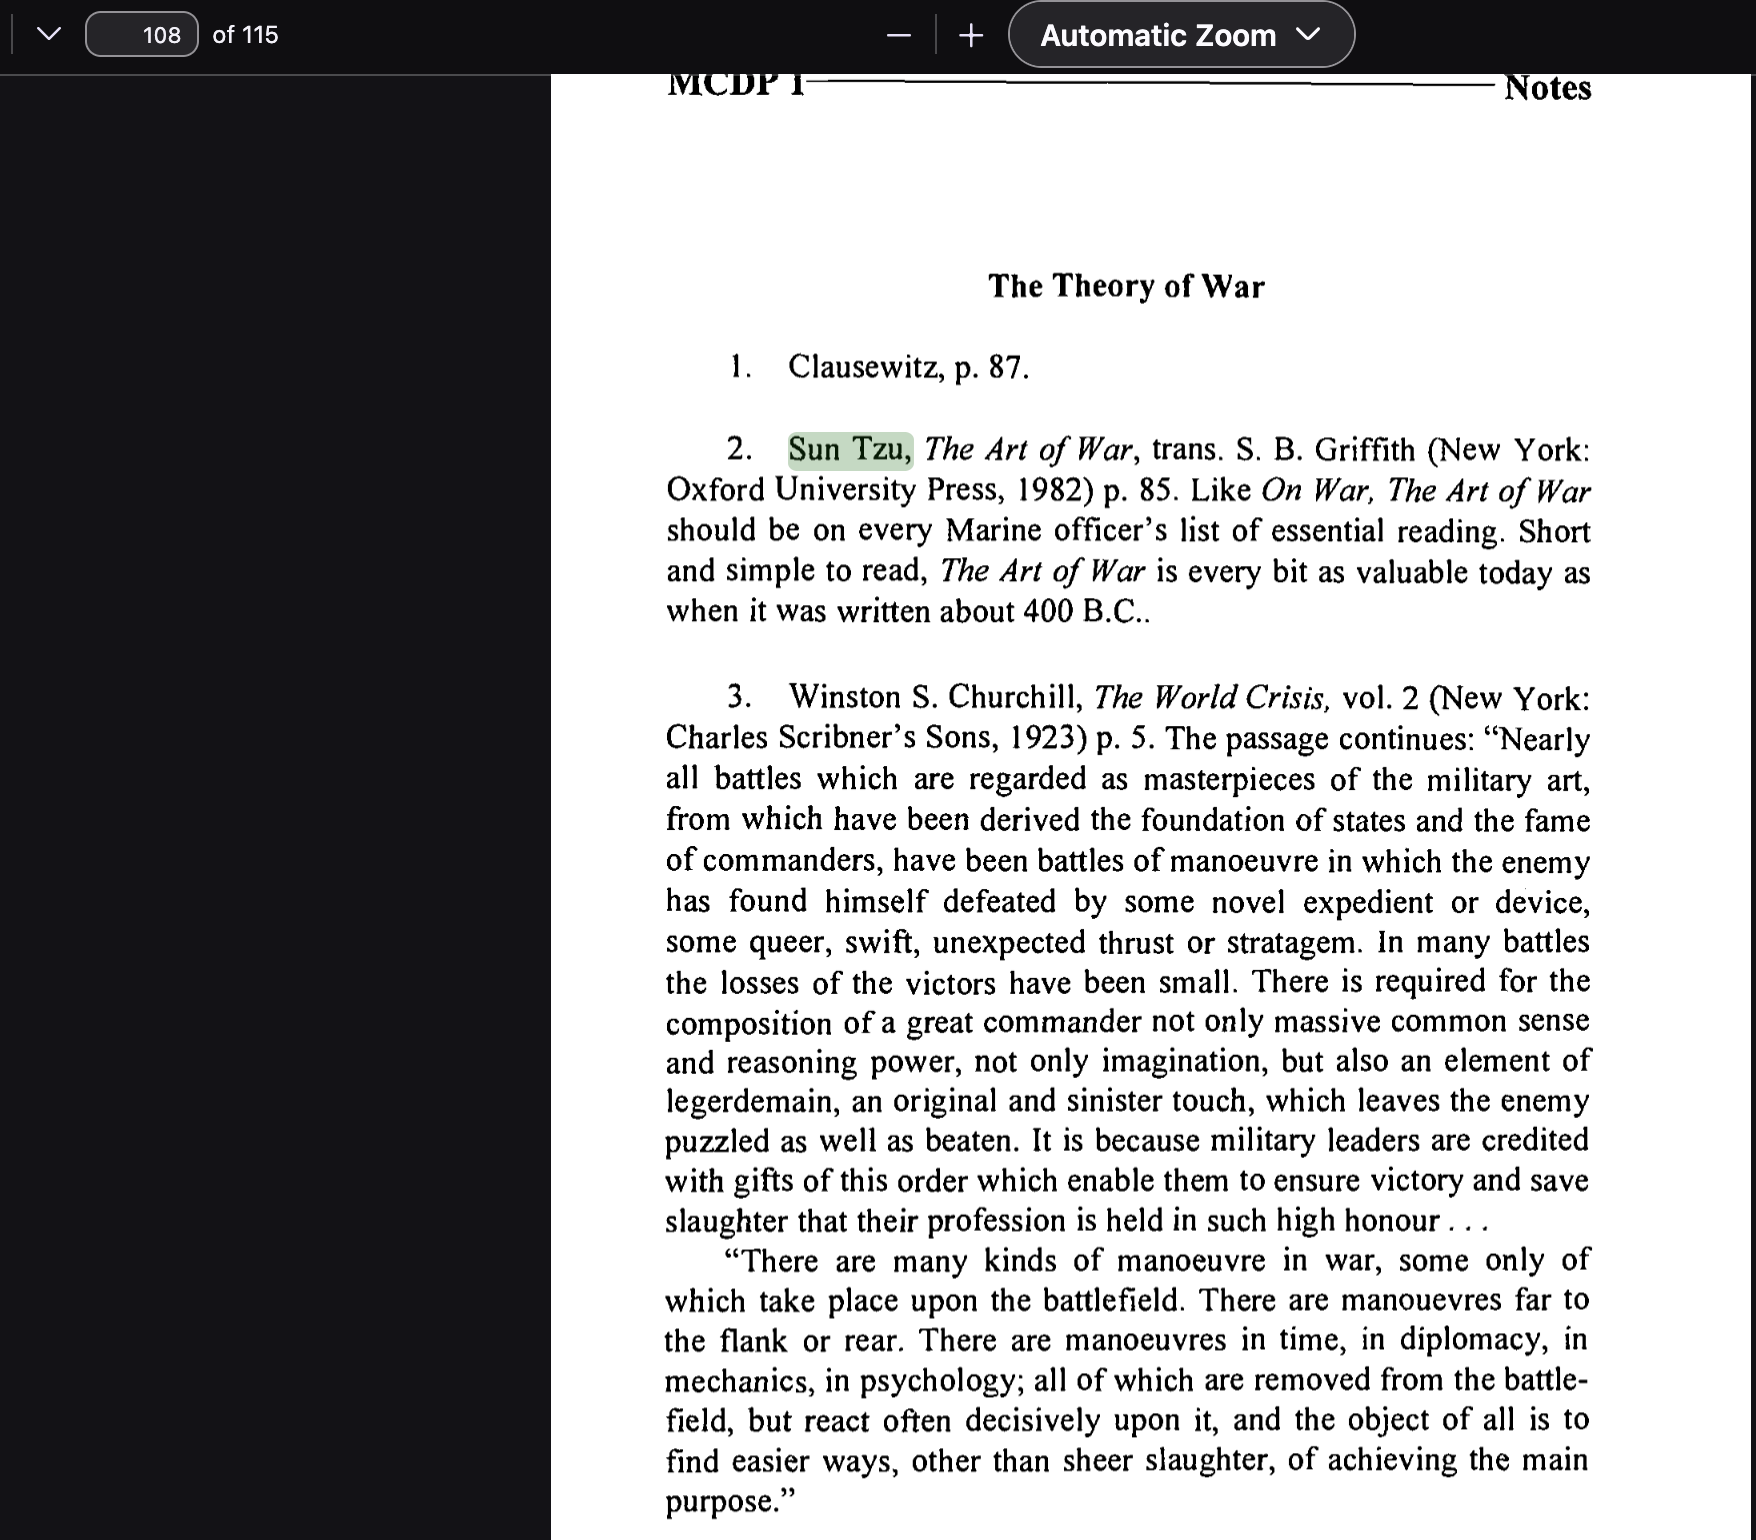 108 of 115
Automatic Zoom
MCDP 1 Notes
The Theory of War
1. Clausewitz, p. 87.
2. Sun Tzu, The Art of War, trans. S. B. Griffith (New York:
Oxford University Press, 1982) p. 85. Like On War, The Art of War
should be on every Marine officer’s list of essential reading. Short
and simple to read, The Art of War is every bit as valuable today as
when it was written about 400 B.C..
3. Winston S. Churchill, The World Crisis, vol. 2 (New York:
Charles Scribner’s Sons, 1923) p. 5. The passage continues: “Nearly
all battles which are regarded as masterpieces of the military art,
from which have been derived the foundation of states and the fame
of commanders, have been battles of manoeuvre in which the enemy
has found himself defeated by some novel expedient or device,
some queer, swift, unexpected thrust or stratagem. In many battles
the losses of the victors have been small. There is required for the
composition of a great commander not only massive common sense
and reasoning power, not only imagination, but also an element of
legerdemain, an original and sinister touch, which leaves the enemy
puzzled as well as beaten. It is because military leaders are credited
with gifts of this order which enable them to ensure victory and save
slaughter that their profession is held in such high honour . . .
“There are many kinds of manoeuvre in war, some only of
which take place upon the battlefield. There are manouevres far to
the flank or rear. There are manoeuvres in time, in diplomacy, in
mechanics, in psychology; all of which are removed from the battle-
field, but react often decisively upon it, and the object of all is to
find easier ways, other than sheer slaughter, of achieving the main
purpose.”